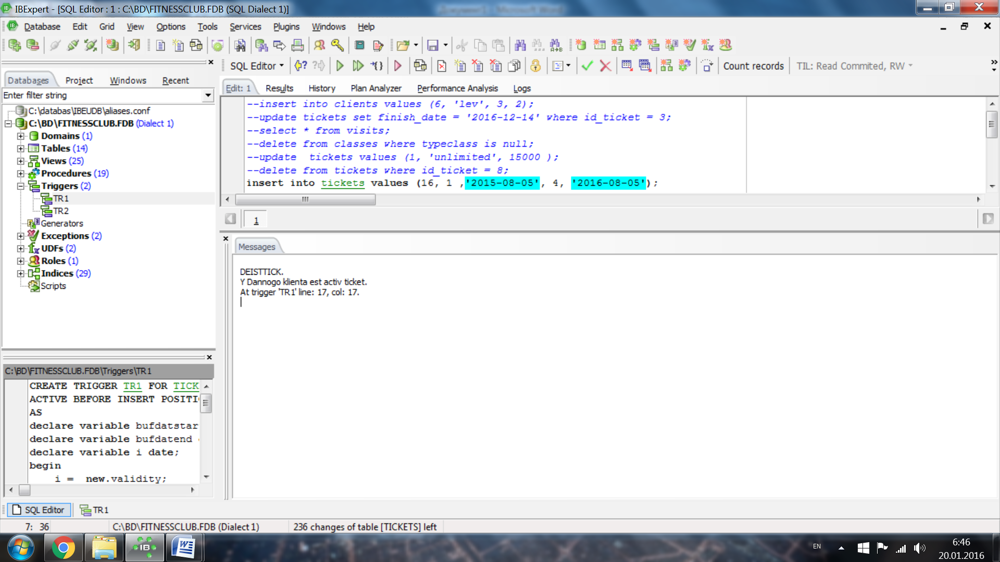 IBExpert - [SQL Editor : 1 : C:\BD\FITNESSCLUB.FDB (SQL Dialect 1)]
Database Edit Grid View Options Tools Services Plugins Windows Help
SQL Editor
Count records
TIL: Read Commited, RW
Databases Project Windows Recent
Enter filter string
C:\databas\IBEUDB\aliases.conf
C:\BD\FITNESSCLUB.FDB (Dialect 1)
Domains (1)
Tables (14)
Views (25)
Procedures (19)
Triggers (2)
TR1
TR2
Generators
Exceptions (2)
UDFs (2)
Roles (1)
Indices (29)
Scripts
Edit: 1 Results History Plan Analyzer Performance Analysis Logs
--insert into clients values (6, 'lev', 3, 2);
--update tickets set finish_date = '2016-12-14' where id_ticket = 3;
--select * from visits;
--delete from classes where typeclass is null;
--update  tickets values (1, 'unlimited', 15000 );
--delete from tickets where id_ticket = 8;
insert into tickets values (16, 1 ,'2015-08-05', 4, '2016-08-05');
1
Messages
DEISTTICK.
Y Dannogo klienta est activ ticket.
At trigger 'TR1' line: 17, col: 17.
C:\BD\FITNESSCLUB.FDB\Triggers\TR1
CREATE TRIGGER TR1 FOR TICK
ACTIVE BEFORE INSERT POSITI
AS
declare variable bufdatstar
declare variable bufdatend
declare variable i date;
begin
i =  new.validity;
SQL Editor TR1
7: 36 C:\BD\FITNESSCLUB.FDB (Dialect 1) 236 changes of table [TICKETS] left
EN
6:46
20.01.2016